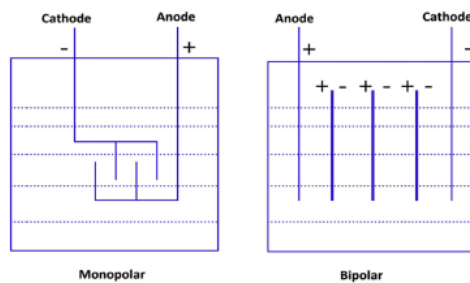 Cathode Anode
- +
Monopolar
Anode Cathode
+ -
+ - + - + -
Bipolar